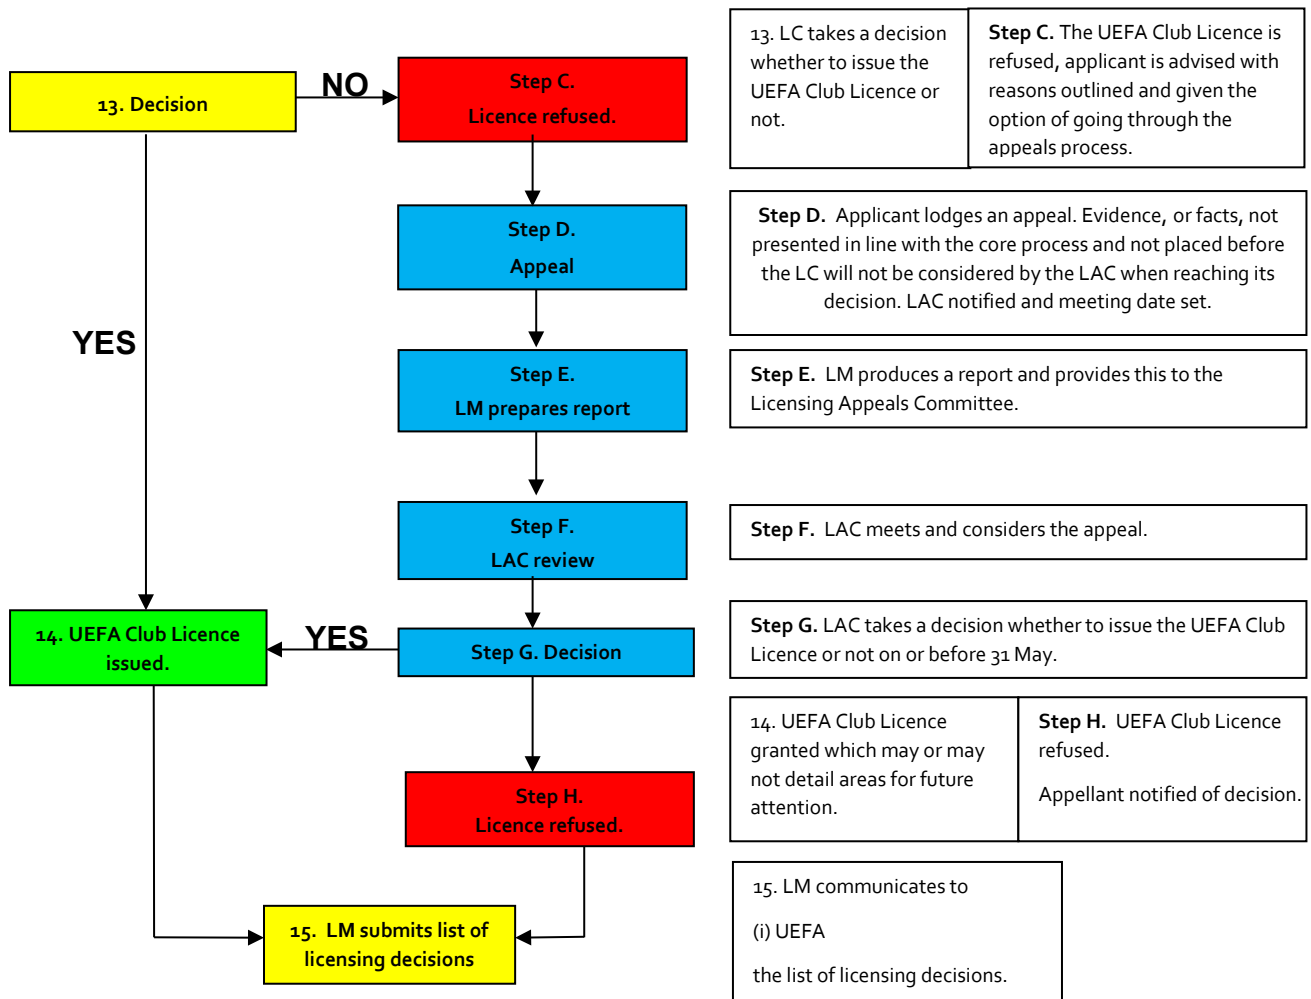 13. Decision
NO
Step C.
Licence refused.
13. LC takes a decision
whether to issue the
UEFA Club Licence or
not.
Step C. The UEFA Club Licence is
refused, applicant is advised with
reasons outlined and given the
option of going through the
appeals process.
Step D.
Appeal
Step D. Applicant lodges an appeal. Evidence, or facts, not
presented in line with the core process and not placed before
the LC will not be considered by the LAC when reaching its
decision. LAC notified and meeting date set.
YES
Step E.
LM prepares report
Step E. LM produces a report and provides this to the
Licensing Appeals Committee.
Step F.
LAC review
Step F. LAC meets and considers the appeal.
14. UEFA Club Licence
issued.
YES
Step G. Decision
Step G. LAC takes a decision whether to issue the UEFA Club
Licence or not on or before 31 May.
14. UEFA Club Licence
granted which may or may
not detail areas for future
attention.
Step H. UEFA Club Licence
refused.
Appellant notified of decision.
Step H.
Licence refused.
15. LM submits list of
licensing decisions
15. LM communicates to
(i) UEFA
the list of licensing decisions.